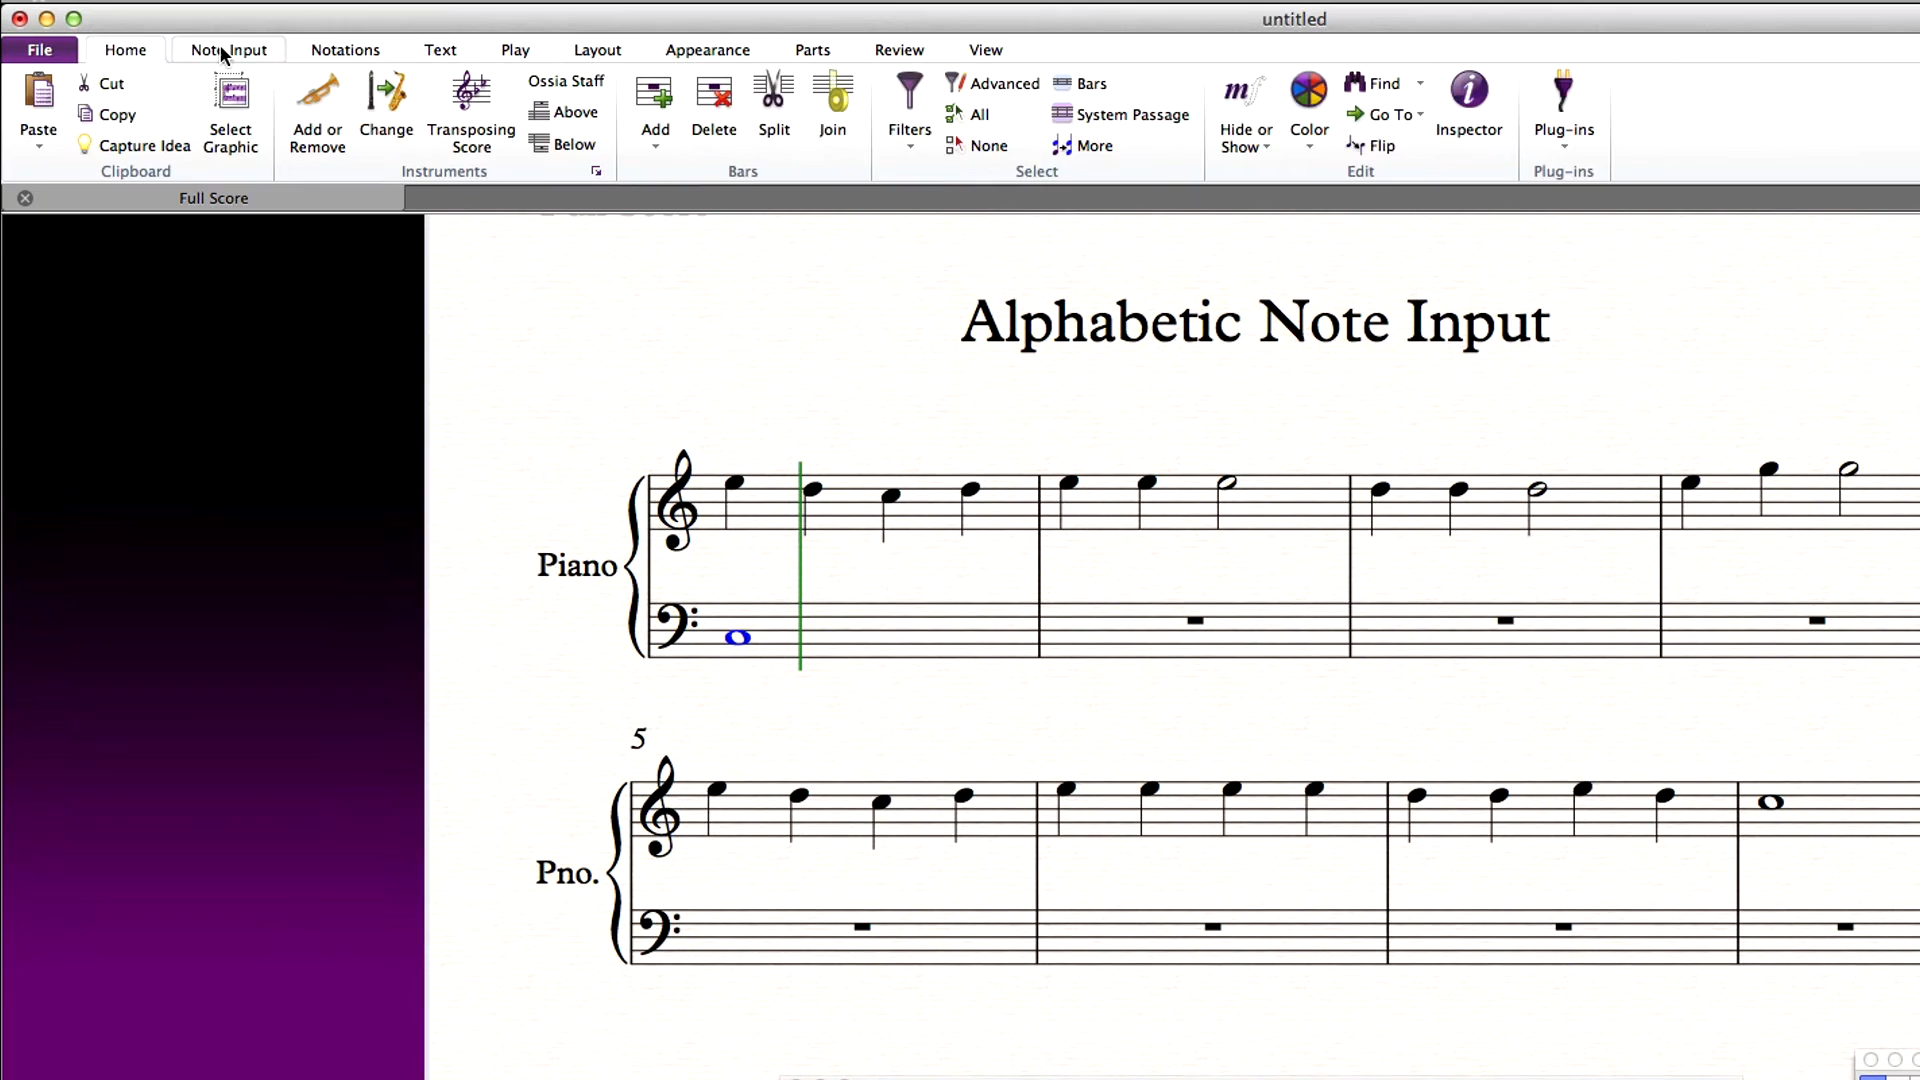 untitled
File Home Note Input Notations Text Play Layout Appearance Parts Review View
Paste
Cut
Copy
Capture Idea
Select Graphic
Clipboard
Add or Remove
Change
Transposing Score
Ossia Staff
Above
Below
Instruments
Add
Delete
Split
Join
Bars
Filters
Advanced
All
None
Bars
System Passage
More
Select
Hide or Show
Color
Find
Go To
Flip
Inspector
Edit
Plug-ins
Plug-ins
Full Score
Alphabetic Note Input
Piano
5
Pno.